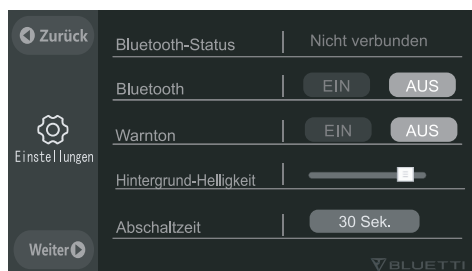 Zurück
Bluetooth-Status Nicht verbunden
Bluetooth EIN AUS
Warnton EIN AUS
Einstellungen
Hintergrund-Helligkeit
Abschaltzeit 30 Sek.
Weiter
BLUETTI